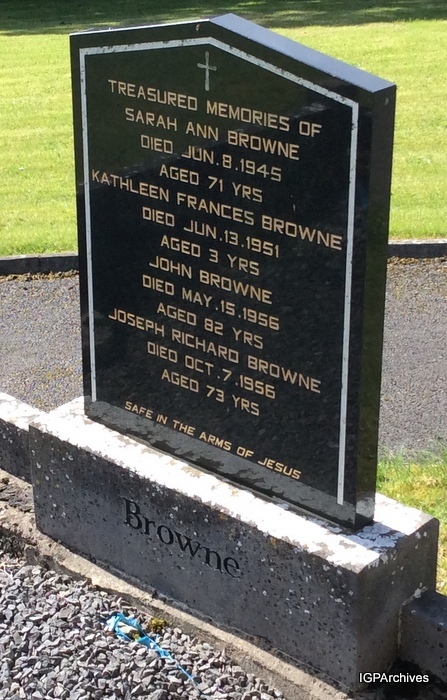 TREASURED MEMORIES OF
SARAH ANN BROWNE
DIED JUN. 8. 1945
AGED 71 YRS
KATHLEEN FRANCES BROWNE
DIED JUN. 13. 1951
AGED 3 YRS
JOHN BROWNE
DIED MAY. 15. 1956
AGED 82 YRS
JOSEPH RICHARD BROWNE
DIED OCT. 7. 1956
AGED 73 YRS
SAFE IN THE ARMS OF JESUS
Browne
IGPArchives